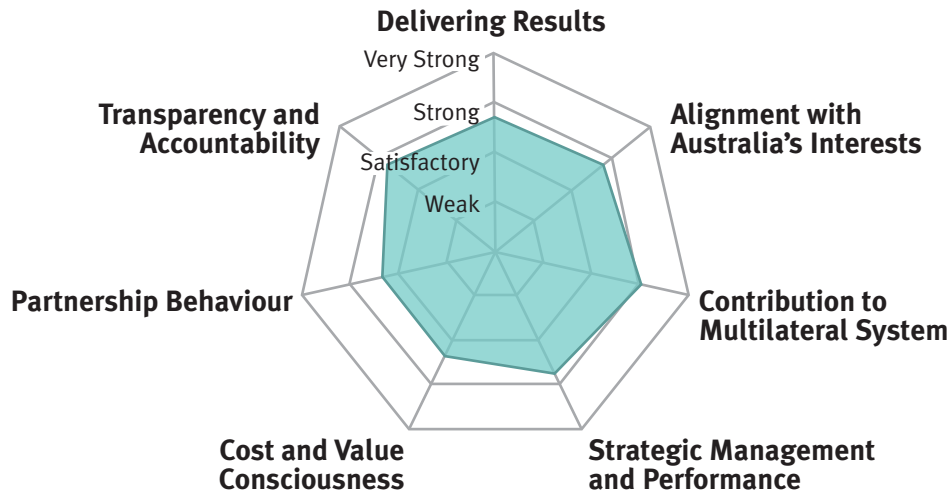 Delivering Results
Very Strong
Strong
Satisfactory
Weak
Transparency and
Accountability
Alignment with
Australia’s Interests
Partnership Behaviour
Contribution to
Multilateral System
Cost and Value
Consciousness
Strategic Management
and Performance